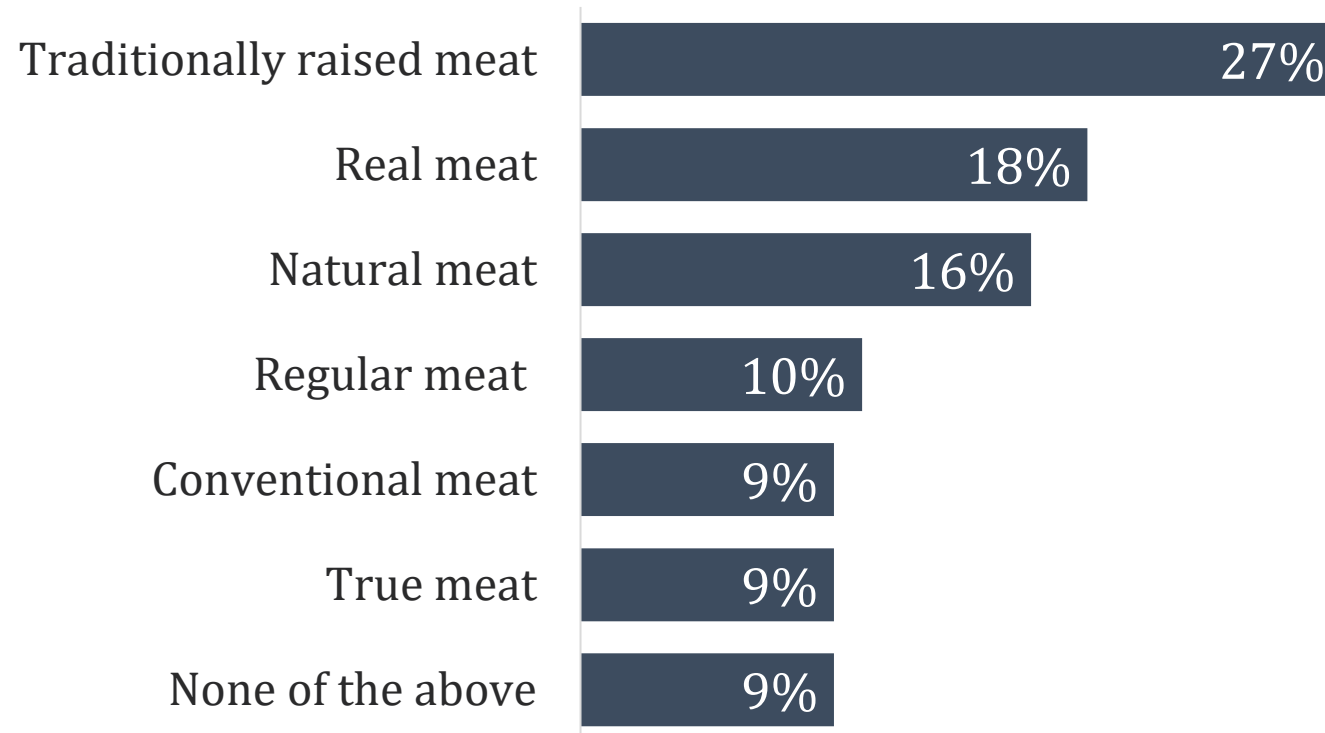 Traditionally raised meat 27%
Real meat 18%
Natural meat 16%
Regular meat 10%
Conventional meat 9%
True meat 9%
None of the above 9%